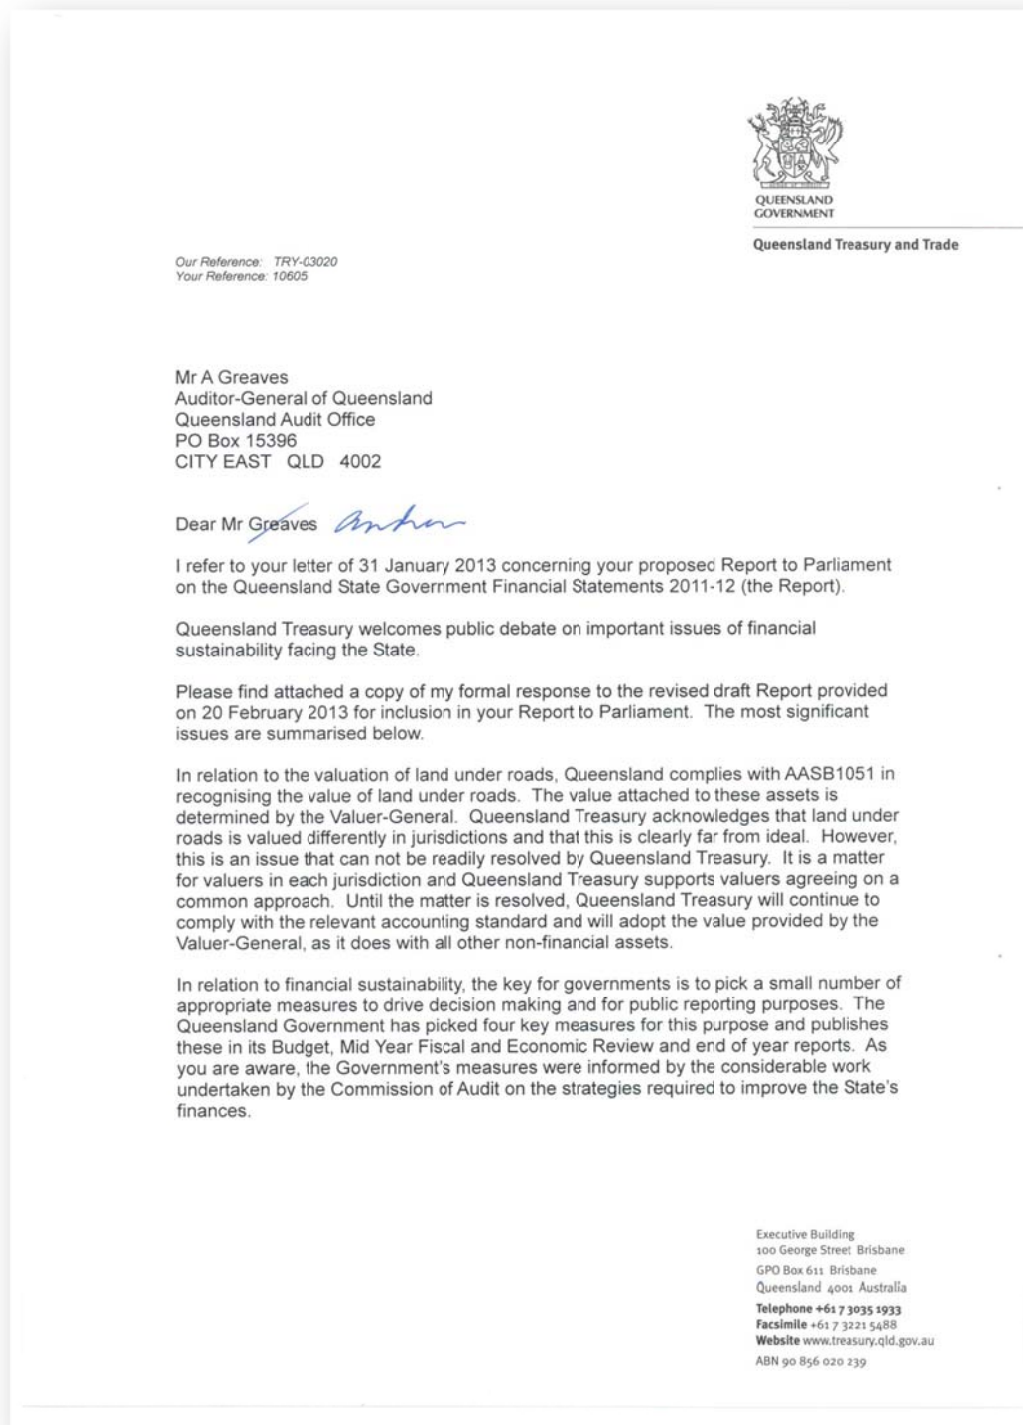 QUEENSLAND
GOVERNMENT
Queensland Treasury and Trade
Our Reference: TRY-03020
Your Reference: 10605
Mr A Greaves
Auditor-General of Queensland
Queensland Audit Office
PO Box 15396
CITY EAST QLD 4002
Dear Mr Greaves Andrew
I refer to your letter of 31 January 2013 concerning your proposed Report to Parliament
on the Queensland State Government Financial Statements 2011-12 (the Report).
Queensland Treasury welcomes public debate on important issues of financial
sustainability facing the State.
Please find attached a copy of my formal response to the revised draft Report provided
on 20 February 2013 for inclusion in your Report to Parliament. The most significant
issues are summarised below.
In relation to the valuation of land under roads, Queensland complies with AASB1051 in
recognising the value of land under roads. The value attached to these assets is
determined by the Valuer-General. Queensland Treasury acknowledges that land under
roads is valued differently in jurisdictions and that this is clearly far from ideal. However,
this is an issue that can not be readily resolved by Queensland Treasury. It is a matter
for valuers in each jurisdiction and Queensland Treasury supports valuers agreeing on a
common approach. Until the matter is resolved, Queensland Treasury will continue to
comply with the relevant accounting standard and will adopt the value provided by the
Valuer-General, as it does with all other non-financial assets.
In relation to financial sustainability, the key for governments is to pick a small number of
appropriate measures to drive decision making and for public reporting purposes. The
Queensland Government has picked four key measures for this purpose and publishes
these in its Budget, Mid Year Fiscal and Economic Review and end of year reports. As
you are aware, the Government's measures were informed by the considerable work
undertaken by the Commission of Audit on the strategies required to improve the State's
finances.
Executive Building
100 George Street Brisbane
GPO Box 611 Brisbane
Queensland 4001 Australia
Telephone +61 7 3035 1933
Facsimile +61 7 3221 5488
Website www.treasury.qld.gov.au
ABN 90 856 020 239